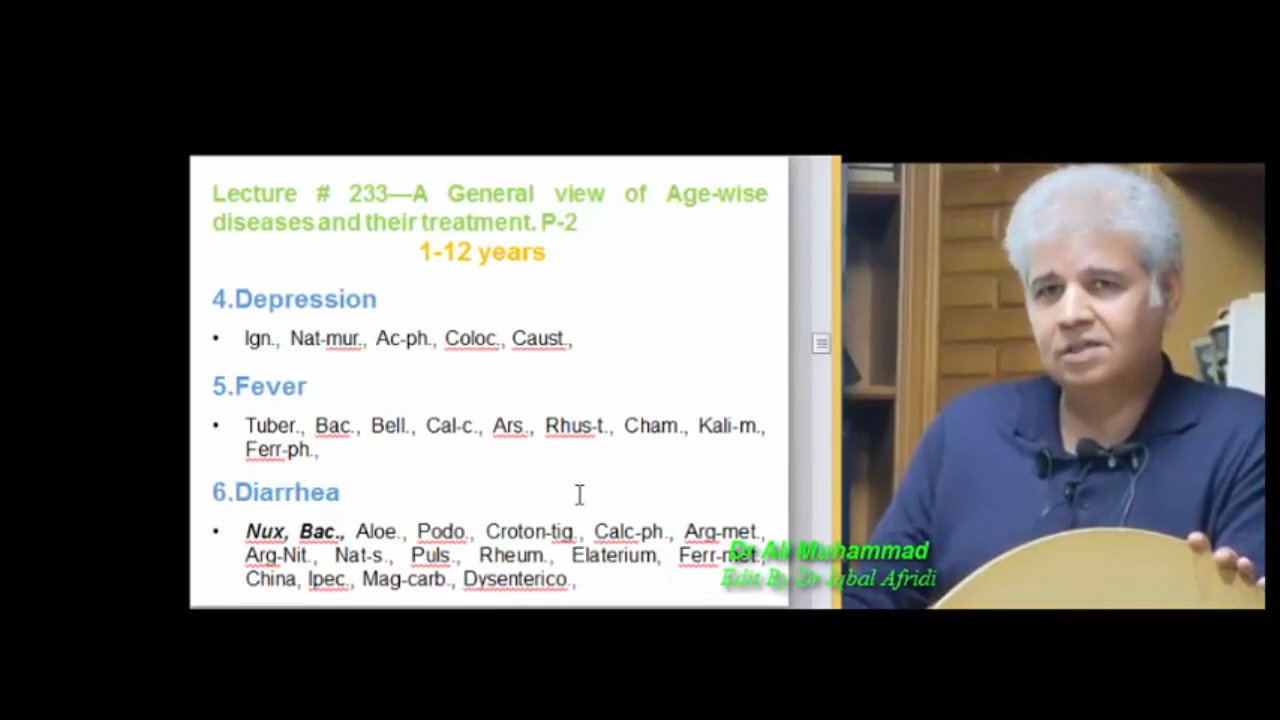 Lecture # 233—A General view of Age-wise
diseases and their treatment. P-2
1-12 years
4.Depression
• Ign., Nat-mur., Ac-ph., Coloc., Caust.,
5.Fever
• Tuber., Bac., Bell., Cal-c., Ars., Rhus-t., Cham., Kali-m.,
Ferr-ph.,
6.Diarrhea
• Nux, Bac., Aloe., Podo., Croton-tig., Calc-ph., Arg-met.,
Arg-Nit., Nat-s., Puls., Rheum., Elaterium, Ferr-met.,
China, Ipec., Mag-carb., Dysenterico.,
Dr Ali Muhammad
Edit By Dr Iqbal Afridi